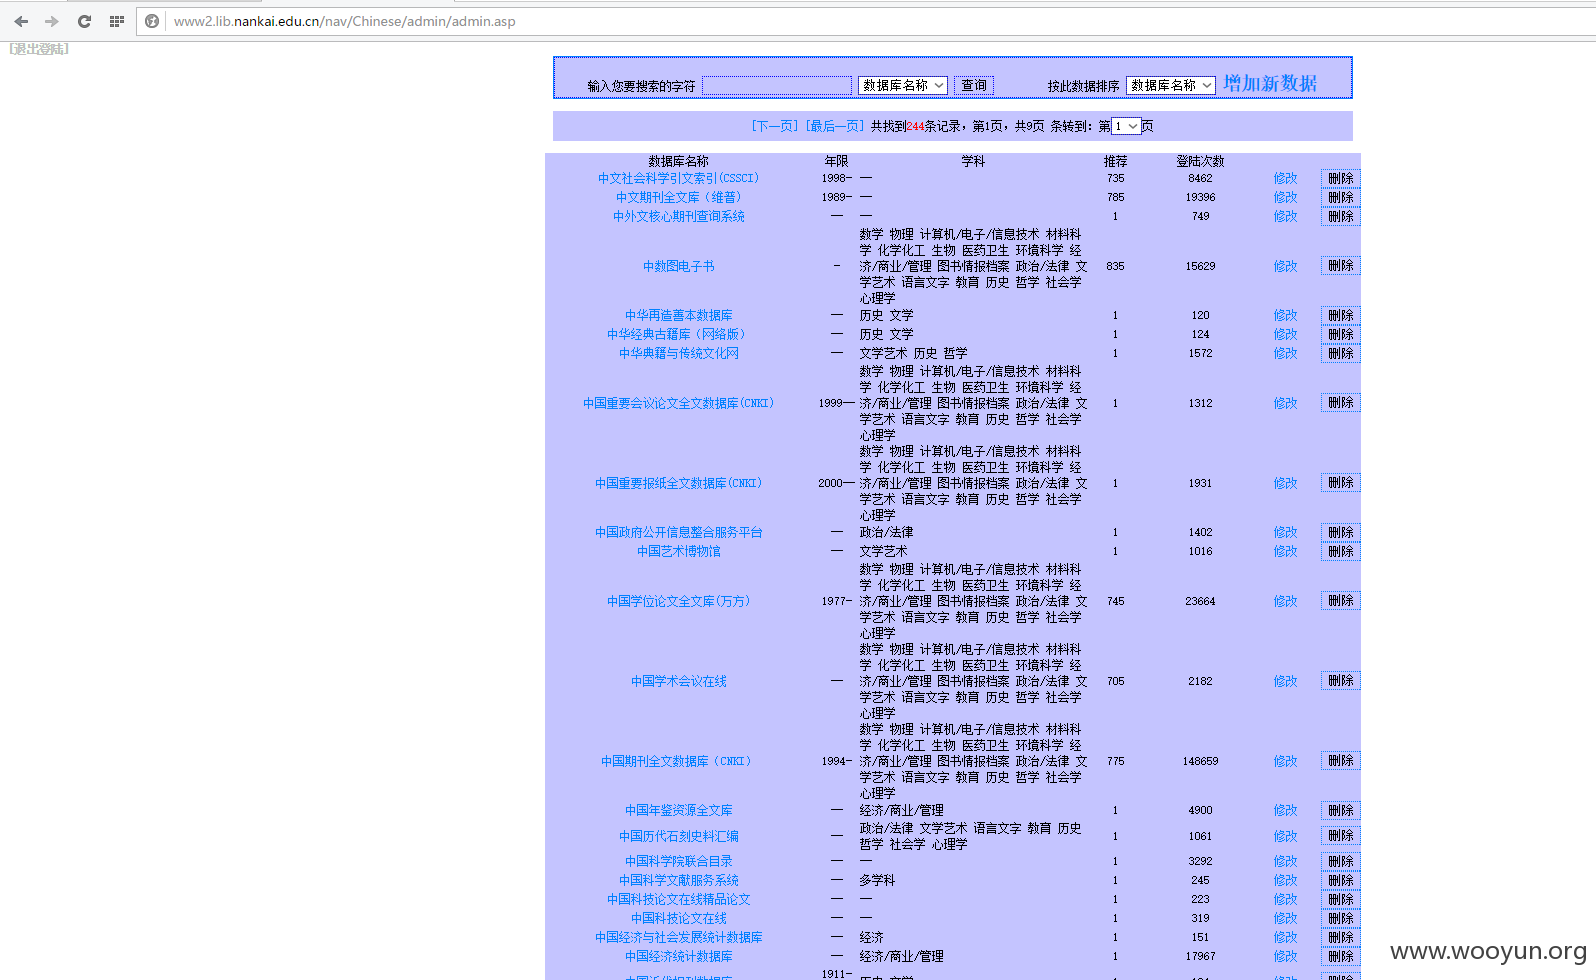 www2.lib.nankai.edu.cn/nav/Chinese/admin/admin.asp
[退出登陆]
输入您要搜索的字符 数据库名称 查询 按此数据排序 数据库名称 增加新数据
[下一页] [最后一页] 共找到244条记录，第1页，共9页 条转到：第1页
数据库名称 年限 学科 推荐 登陆次数
中文社会科学引文索引(CSSCI) 1998- — 735 8462 修改 删除
中文期刊全文库（维普） 1989- — 785 19396 修改 删除
中外文核心期刊查询系统 — — 1 749 修改 删除
数学 物理 计算机/电子/信息技术 材料科
学 化学化工 生物 医药卫生 环境科学 经
中数图电子书 - 济/商业/管理 图书情报档案 政治/法律 文 835 15629 修改 删除
学艺术 语言文字 教育 历史 哲学 社会学
心理学
中华再造善本数据库 — 历史 文学 1 120 修改 删除
中华经典古籍库（网络版） — 历史 文学 1 124 修改 删除
中华典籍与传统文化网 — 文学艺术 历史 哲学 1 1572 修改 删除
数学 物理 计算机/电子/信息技术 材料科
学 化学化工 生物 医药卫生 环境科学 经
中国重要会议论文全文数据库(CNKI) 1999— 济/商业/管理 图书情报档案 政治/法律 文 1 1312 修改 删除
学艺术 语言文字 教育 历史 哲学 社会学
心理学
数学 物理 计算机/电子/信息技术 材料科
学 化学化工 生物 医药卫生 环境科学 经
中国重要报纸全文数据库(CNKI) 2000— 济/商业/管理 图书情报档案 政治/法律 文 1 1931 修改 删除
学艺术 语言文字 教育 历史 哲学 社会学
心理学
中国政府公开信息整合服务平台 — 政治/法律 1 1402 修改 删除
中国艺术博物馆 — 文学艺术 1 1016 修改 删除
数学 物理 计算机/电子/信息技术 材料科
学 化学化工 生物 医药卫生 环境科学 经
中国学位论文全文库(万方) 1977- 济/商业/管理 图书情报档案 政治/法律 文 745 23664 修改 删除
学艺术 语言文字 教育 历史 哲学 社会学
心理学
数学 物理 计算机/电子/信息技术 材料科
学 化学化工 生物 医药卫生 环境科学 经
中国学术会议在线 — 济/商业/管理 图书情报档案 政治/法律 文 705 2182 修改 删除
学艺术 语言文字 教育 历史 哲学 社会学
心理学
数学 物理 计算机/电子/信息技术 材料科
学 化学化工 生物 医药卫生 环境科学 经
中国期刊全文数据库（CNKI） 1994- 济/商业/管理 图书情报档案 政治/法律 文 775 148659 修改 删除
学艺术 语言文字 教育 历史 哲学 社会学
心理学
中国年鉴资源全文库 — 经济/商业/管理 1 4900 修改 删除
政治/法律 文学艺术 语言文字 教育 历史
中国历代石刻史料汇编 — 哲学 社会学 心理学 1 1061 修改 删除
中国科学院联合目录 — — 1 3292 修改 删除
中国科学文献服务系统 — 多学科 1 245 修改 删除
中国科技论文在线精品论文 — — 1 223 修改 删除
中国科技论文在线 — — 1 319 修改 删除
中国经济与社会发展统计数据库 — 经济 1 151 修改 删除
中国经济统计数据库 — 经济/商业/管理 1 17967 修改 删除
1911-
www.wooyun.org